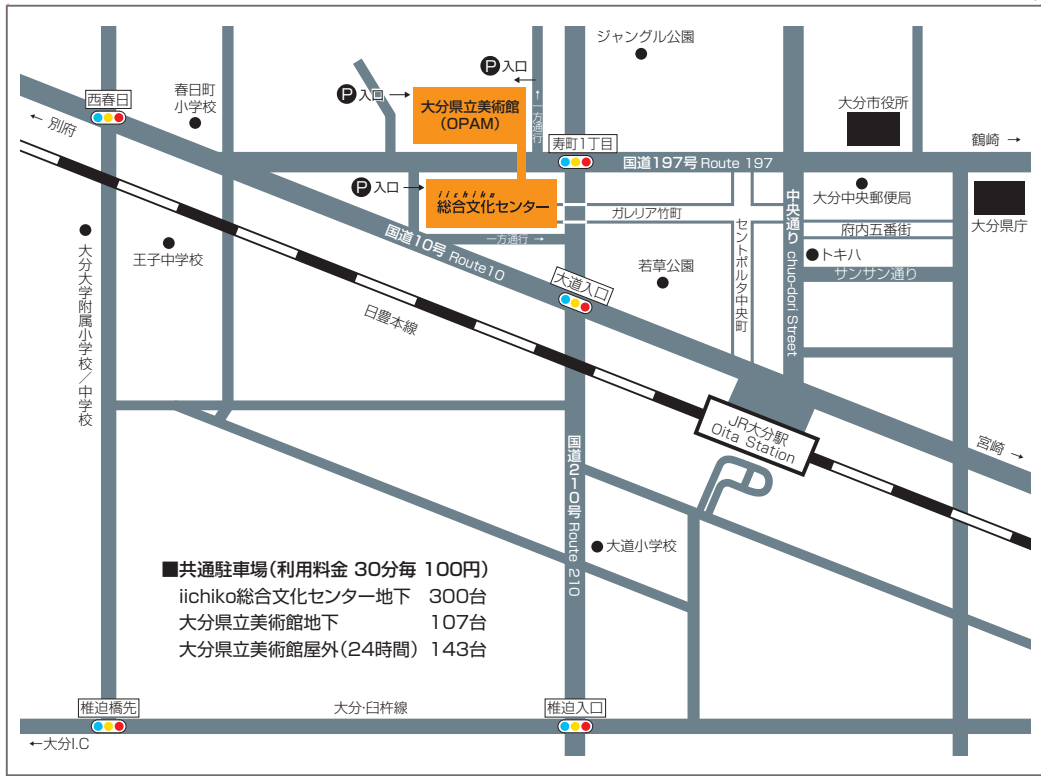 ジャングル公園
P入口
P入口 →
大分県立美術館
(OPAM)
↑一方通行
西春日
春日町
小学校
← 別府
大分市役所
鶴崎 →
寿町1丁目
国道197号 Route 197
P入口
iichiko
総合文化センター
ガレリア竹町
中央通り chuo-dori Street
大分中央郵便局
大分県庁
府内五番街
トキハ
サンサン通り
セントポルタ中央町
若草公園
一方通行 →
国道10号 Route10
大道入口
王子中学校
大分大学附属小学校／中学校
日豊本線
JR大分駅
Oita Station
宮崎 →
国道210号 Route 210
大道小学校
■共通駐車場(利用料金 30分毎 100円)
iichiko総合文化センター地下 300台
大分県立美術館地下 107台
大分県立美術館屋外(24時間) 143台
椎迫橋先
大分・臼杵線
椎迫入口
←大分I.C